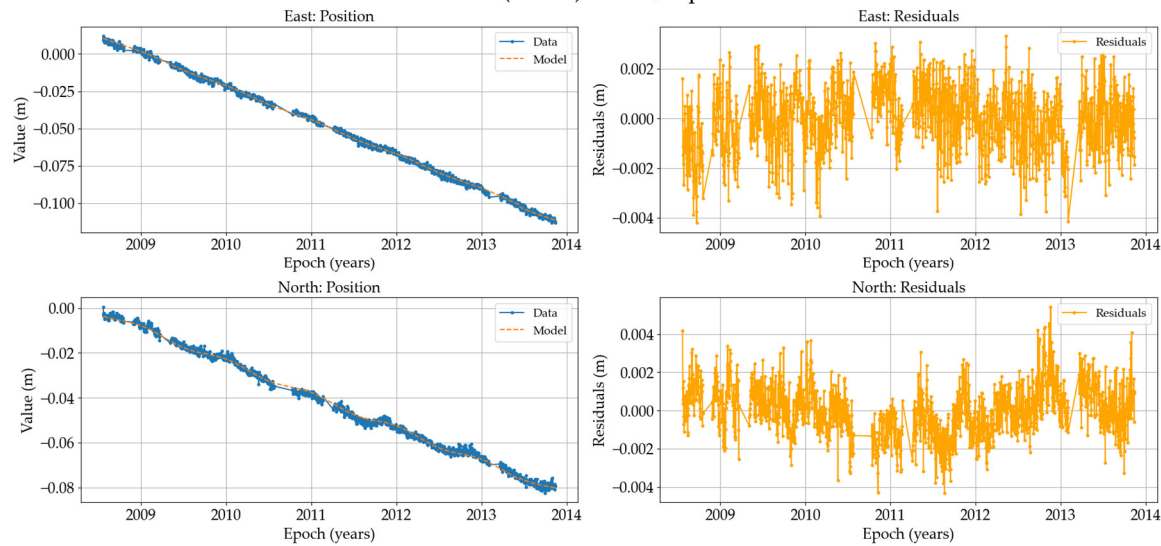 East: Position
Value (m)
0.000
−0.025
−0.050
−0.075
−0.100
Data
Model
2009 2010 2011 2012 2013 2014
Epoch (years)
East: Residuals
Residuals (m)
0.002
0.000
−0.002
−0.004
Residuals
2009 2010 2011 2012 2013 2014
Epoch (years)
North: Position
Value (m)
0.00
−0.02
−0.04
−0.06
−0.08
Data
Model
2009 2010 2011 2012 2013 2014
Epoch (years)
North: Residuals
Residuals (m)
0.004
0.002
0.000
−0.002
−0.004
Residuals
2009 2010 2011 2012 2013 2014
Epoch (years)